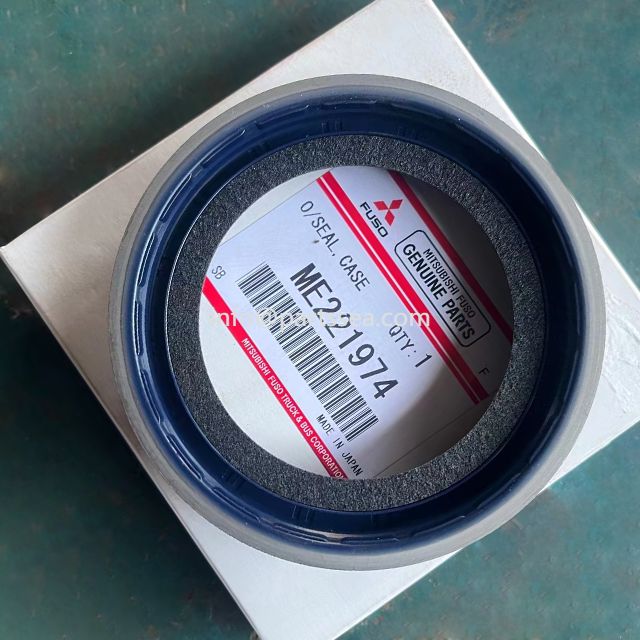 FUSO
MITSUBISHI FUSO
GENUINE PARTS
O/SEAL, CASE
QTY: 1
ME221974
SB
F
MADE IN JAPAN
MITSUBISHI FUSO TRUCK & BUS CORPORATION